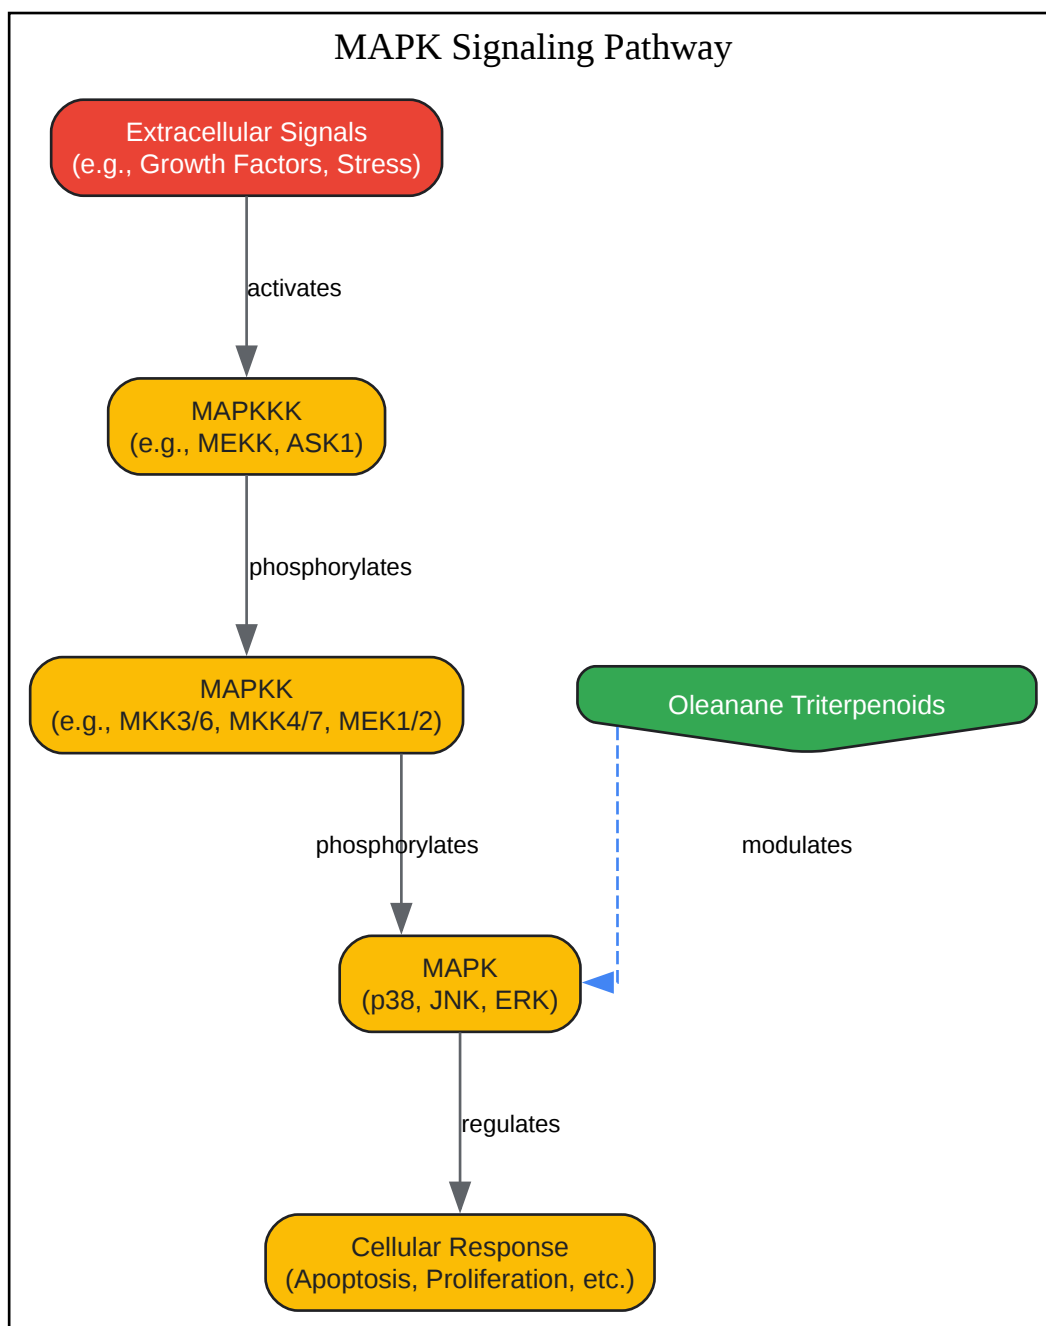 MAPK Signaling Pathway
Extracellular Signals
(e.g., Growth Factors, Stress)
activates
MAPKKK
(e.g., MEKK, ASK1)
phosphorylates
MAPKK
(e.g., MKK3/6, MKK4/7, MEK1/2)
Oleanane Triterpenoids
phosphorylates
modulates
MAPK
(p38, JNK, ERK)
regulates
Cellular Response
(Apoptosis, Proliferation, etc.)